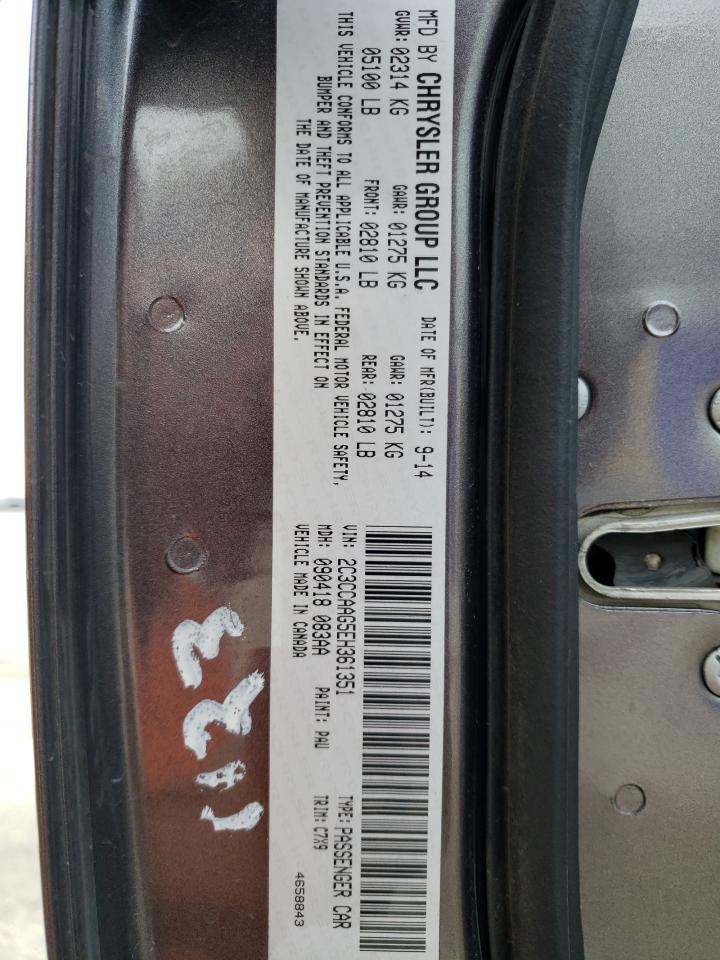 MFD BY CHRYSLER GROUP LLC DATE OF MFR(BUILT): 9-14
GVWR: 02314 KG GAWR: 01275 KG GAWR: 01275 KG
05100 LB FRONT: 02810 LB REAR: 02810 LB
THIS VEHICLE CONFORMS TO ALL APPLICABLE U.S.A. FEDERAL MOTOR VEHICLE SAFETY,
BUMPER AND THEFT PREVENTION STANDARDS IN EFFECT ON
THE DATE OF MANUFACTURE SHOWN ABOVE.
VIN: 2C3CCAAG5EH361351 TYPE: PASSENGER CAR
MDH: 090418 083AA PAINT: PAU TRIM: C7X9
VEHICLE MADE IN CANADA 4658843